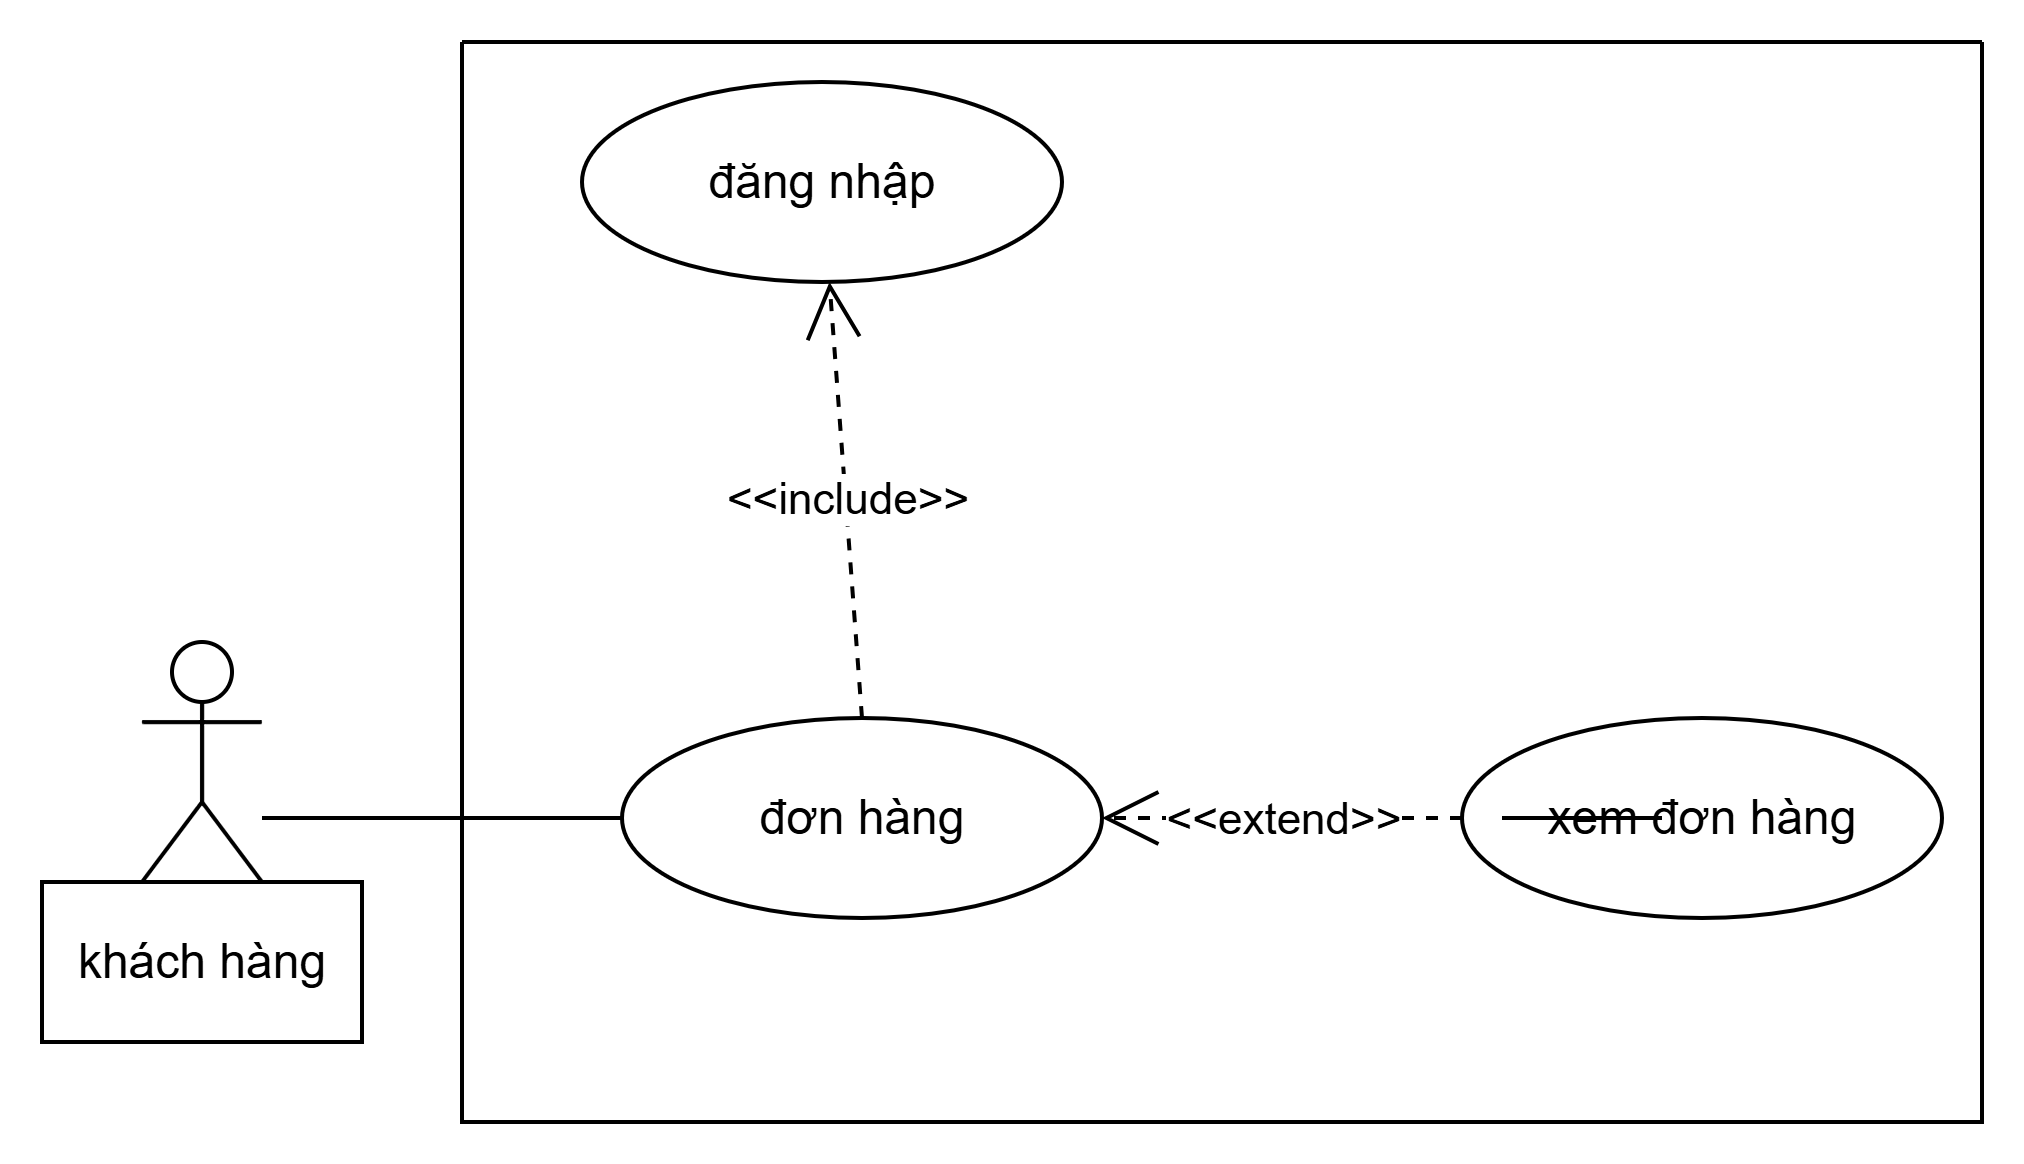 đăng nhập
<<include>>
đơn hàng
<<extend>>
xem đơn hàng
khách hàng